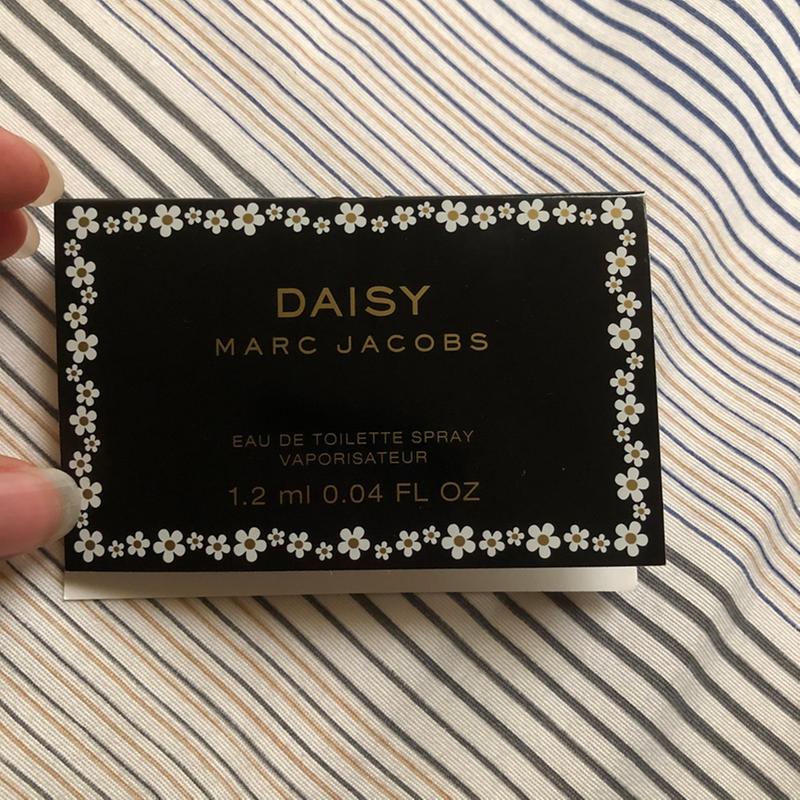 DAISY
MARC JACOBS
EAU DE TOILETTE SPRAY
VAPORISATEUR
1.2 ml 0.04 FL OZ